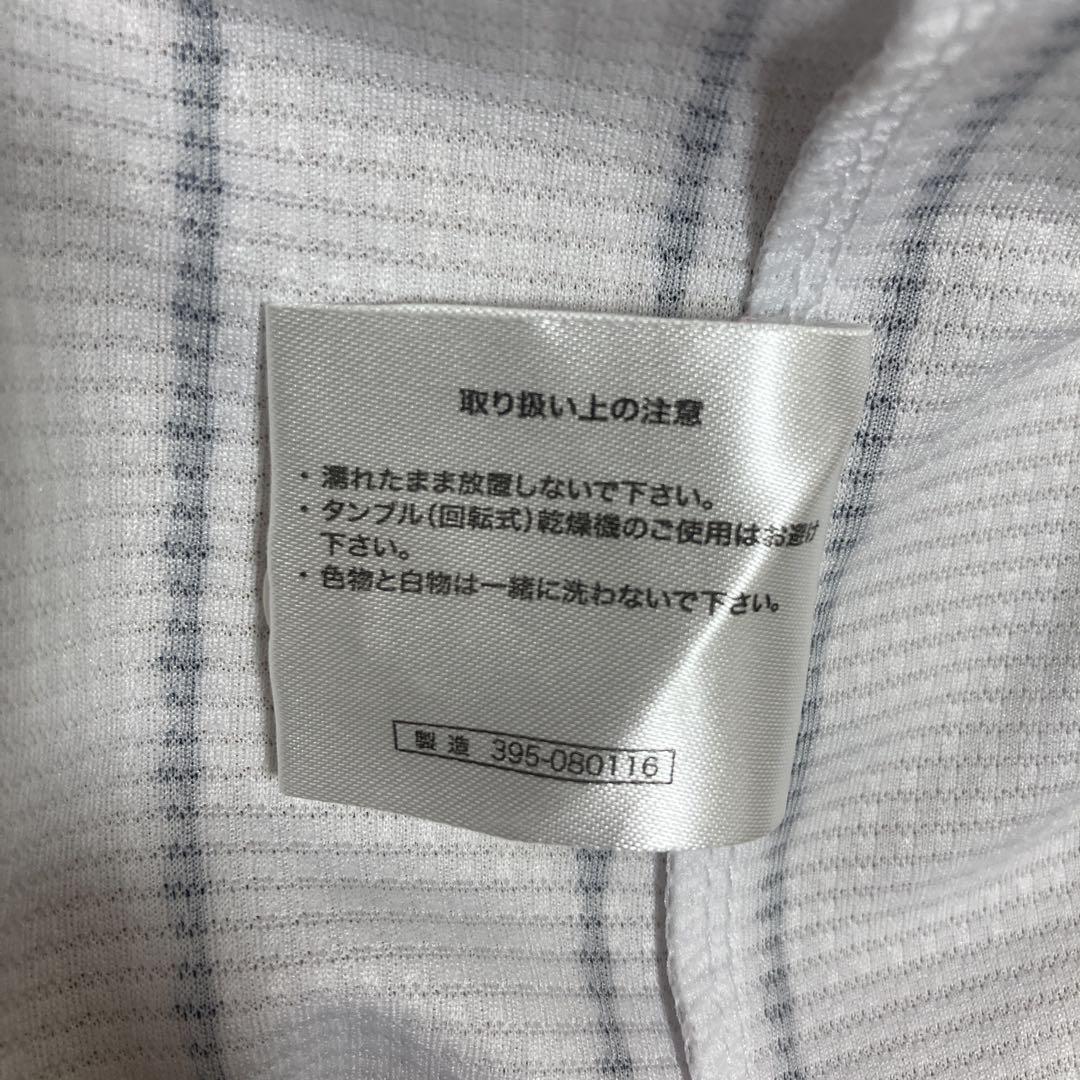 取り扱い上の注意
・濡れたまま放置しないで下さい。
・タンブル(回転式)乾燥機のご使用はお避け
下さい。
・色物と白物は一緒に洗わないで下さい。
製造 395-080116